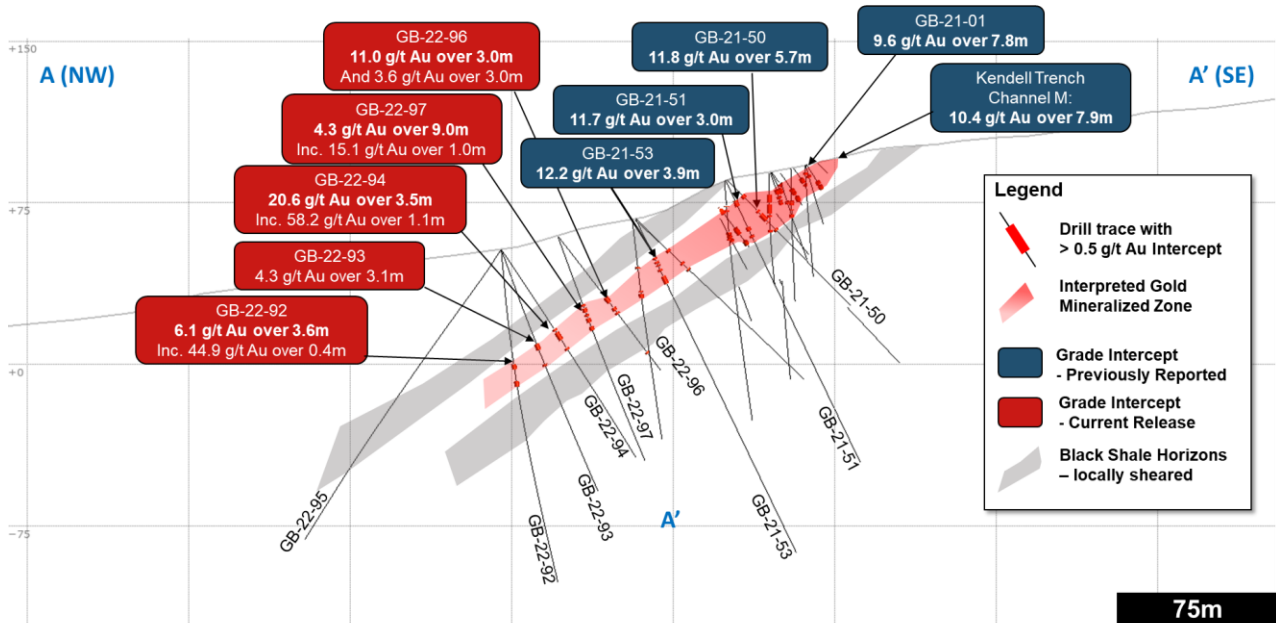 +150
A (NW)
GB-22-96
11.0 g/t Au over 3.0m
And 3.6 g/t Au over 3.0m
GB-21-50
11.8 g/t Au over 5.7m
GB-21-01
9.6 g/t Au over 7.8m
A' (SE)
Kendell Trench
Channel M:
10.4 g/t Au over 7.9m
GB-22-97
4.3 g/t Au over 9.0m
Inc. 15.1 g/t Au over 1.0m
GB-21-51
11.7 g/t Au over 3.0m
GB-21-53
12.2 g/t Au over 3.9m
GB-22-94
20.6 g/t Au over 3.5m
Inc. 58.2 g/t Au over 1.1m
+75
GB-22-93
4.3 g/t Au over 3.1m
GB-22-92
6.1 g/t Au over 3.6m
Inc. 44.9 g/t Au over 0.4m
+0
-75
GB-22-95
GB-22-92
GB-22-93
GB-22-94
GB-22-97
GB-22-96
GB-21-53
GB-21-51
GB-21-50
A'
Legend
Drill trace with
> 0.5 g/t Au Intercept
Interpreted Gold
Mineralized Zone
Grade Intercept
- Previously Reported
Grade Intercept
- Current Release
Black Shale Horizons
– locally sheared
75m